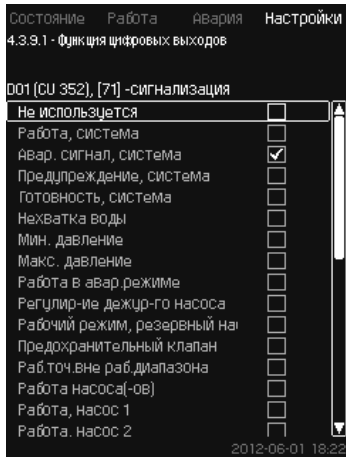 Состояние Работа Авария Настройки
4.3.9.1 - Функция цифровых выходов
DO1 (CU 352), [71] -сигнализация
Не используется
Работа, система
Авар. сигнал, система
Предупреждение, система
Готовность, система
Нехватка воды
Мин. давление
Макс. давление
Работа в авар.режиме
Регулир-ие дежур-го насоса
Рабочий режим, резервный на
Предохранительный клапан
Раб.точ.вне раб.диапазона
Работа насоса(-ов)
Работа, насос 1
Работа. насос 2
2012-06-01 18:22